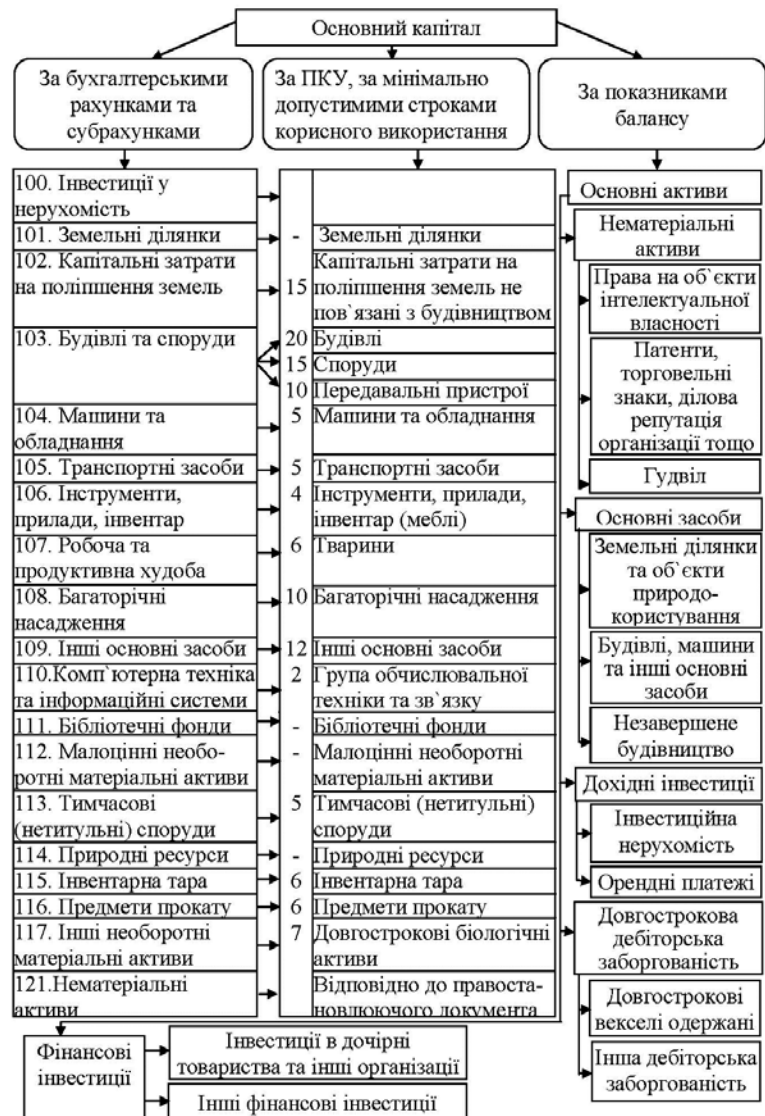 Основний капітал
За бухгалтерськими
рахунками та
субрахунками
За ПКУ, за мінімально
допустимими строками
корисного використання
За показниками
балансу
100. Інвестиції у
нерухомість
101. Земельні ділянки
- Земельні ділянки
102. Капітальні затрати
на поліпшення земель
Капітальні затрати на
15 поліпшення земель не
пов`язані з будівництвом
103. Будівлі та споруди
20 Будівлі
15 Споруди
10 Передавальні пристрої
104. Машини та
обладнання
5 Машини та обладнання
105. Транспортні засоби
5 Транспортні засоби
106. Інструменти,
прилади, інвентар
4 Інструменти, прилади,
інвентар (меблі)
107. Робоча та
продуктивна худоба
6 Тварини
108. Багаторічні
насадження
10 Багаторічні насадження
109. Інші основні засоби
12 Інші основні засоби
110.Комп`ютерна техніка
та інформаційні системи
2 Група обчислювальної
техніки та зв`язку
111. Бібліотечні фонди
- Бібліотечні фонди
112. Малоцінні необо-
ротні матеріальні активи
- Малоцінні необоротні
матеріальні активи
113. Тимчасові
(нетитульні) споруди
5 Тимчасові (нетитульні)
споруди
114. Природні ресурси
- Природні ресурси
115. Інвентарна тара
6 Інвентарна тара
116. Предмети прокату
6 Предмети прокату
117. Інші необоротні
матеріальні активи
7 Довгострокові біологічні
активи
121.Нематеріальні
активи
Відповідно до правоста-
новлюючого документа
Основні активи
Нематеріальні
активи
Права на об`єкти
інтелектуальної
власності
Патенти,
торговельні
знаки, ділова
репутація
організації тощо
Гудвіл
Основні засоби
Земельні ділянки
та об`єкти
природо-
користування
Будівлі, машини
та інші основні
засоби
Незавершене
будівництво
Дохідні інвестиції
Інвестиційна
нерухомість
Орендні платежі
Довгострокова
дебіторська
заборгованість
Довгострокові
векселі одержані
Інша дебіторська
заборгованість
Фінансові
інвестиції
Інвестиції в дочірні
товариства та інші організації
Інші фінансові інвестиції